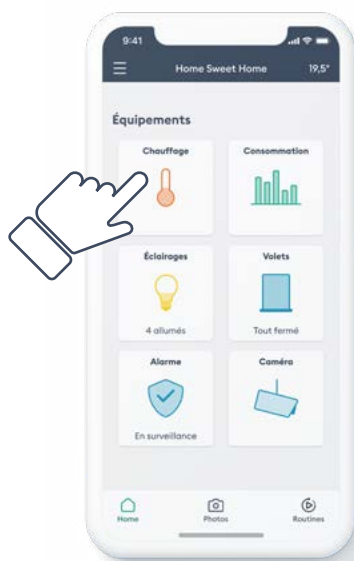 9:41
Home Sweet Home 19,5°
Équipements
Chauffage Consommation
Éclairages Volets
4 allumés Tout fermé
Alarme Caméra
En surveillance
Home Photos Routines